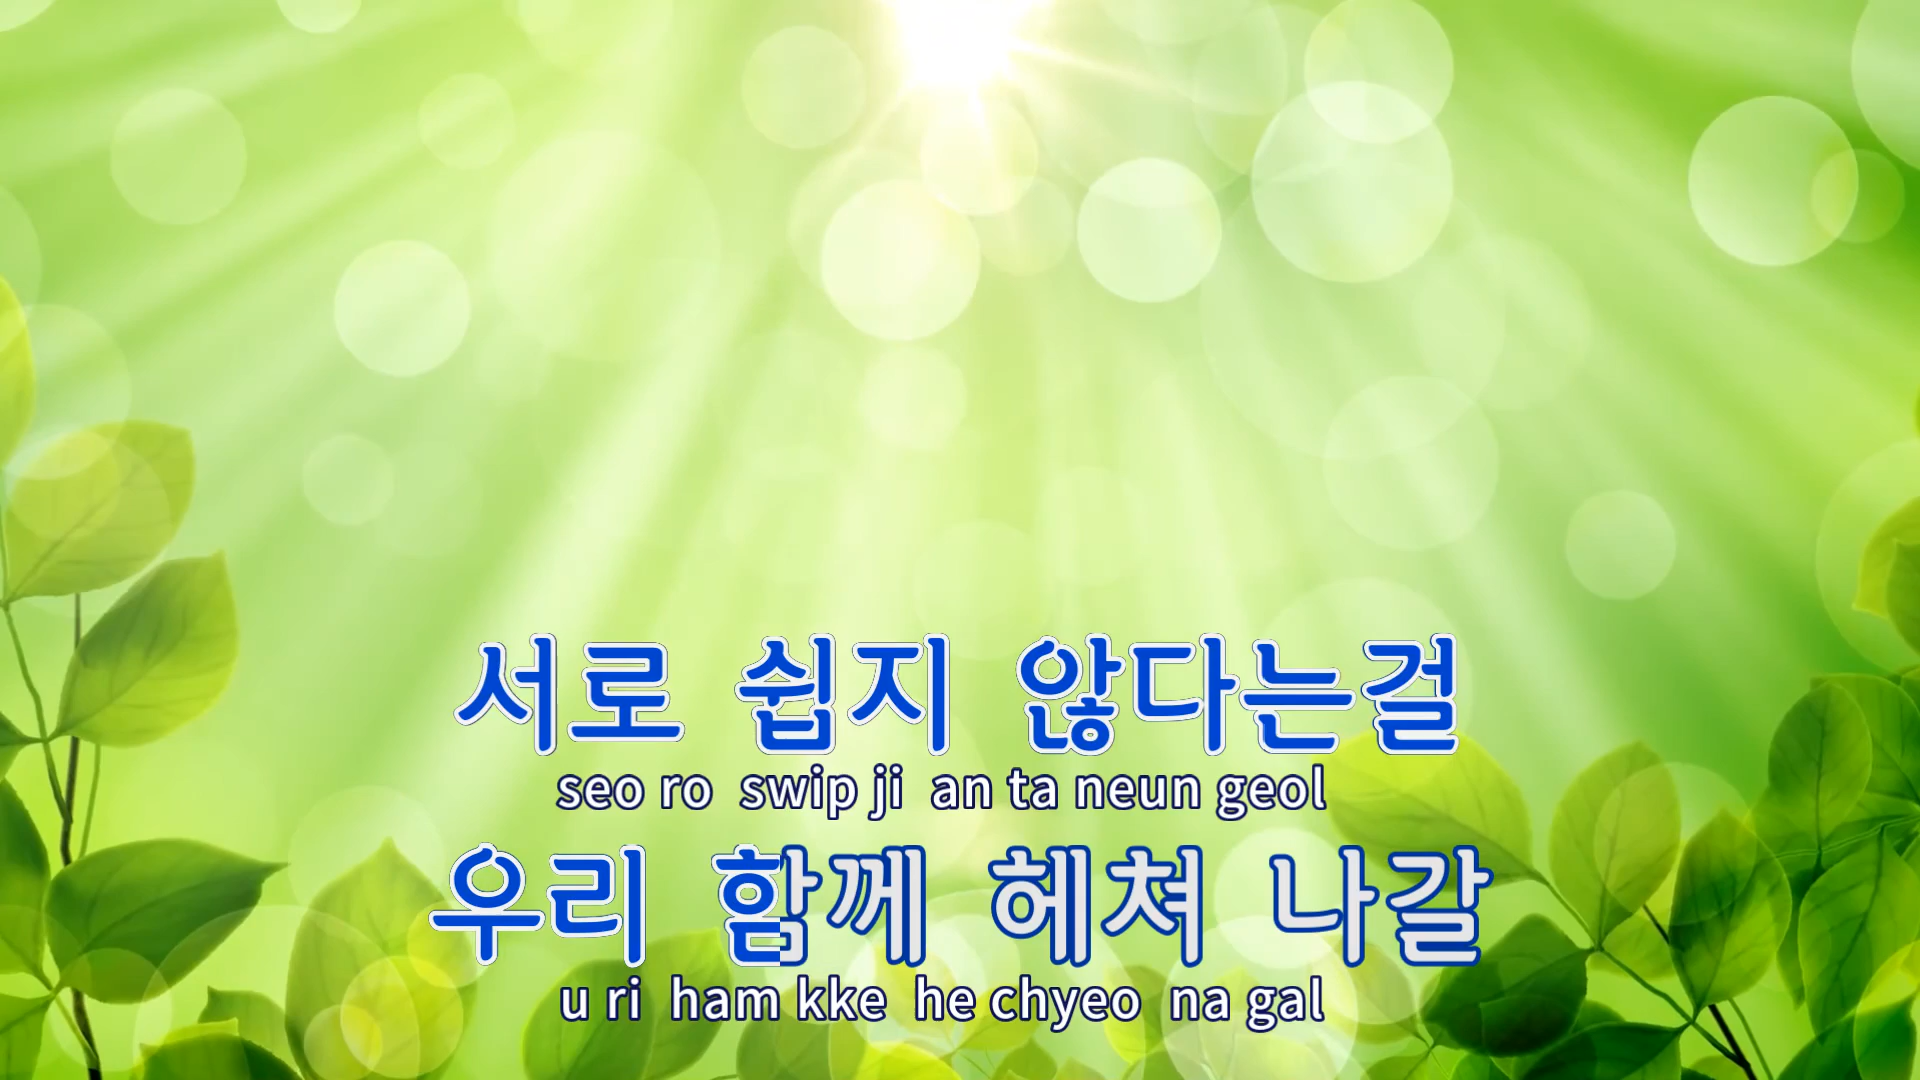 서로 쉽지 않다는걸
seo ro swip ji an ta neun geol
우리 함께 헤쳐 나갈
u ri ham kke he chyeo na gal